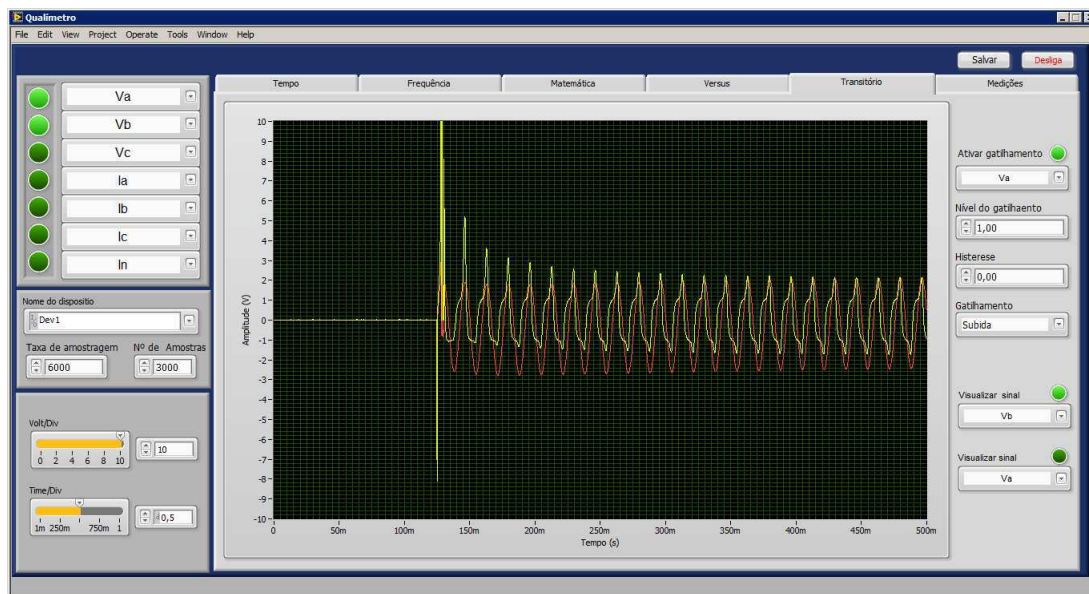 Qualímetro
File Edit View Project Operate Tools Window Help
Salvar Desliga
Va
Vb
Vc
Ia
Ib
Ic
In
Nome do dispositio
Dev1
Taxa de amostragem Nº de Amostras
6000 3000
Volt/Div
0 2 4 6 8 10
10
Time/Div
1m 250m 750m 1
0,5
Tempo Frequência Matemática Versus Transitório Medições
Amplitude (V)
10
9
8
7
6
5
4
3
2
1
0
-1
-2
-3
-4
-5
-6
-7
-8
-9
-10
0 50m 100m 150m 200m 250m 300m 350m 400m 450m 500m
Tempo (s)
Ativar gatilhamento
Va
Nível do gatilhaento
1,00
Histerese
0,00
Gatilhamento
Subida
Visualizar sinal
Vb
Visualizar sinal
Va